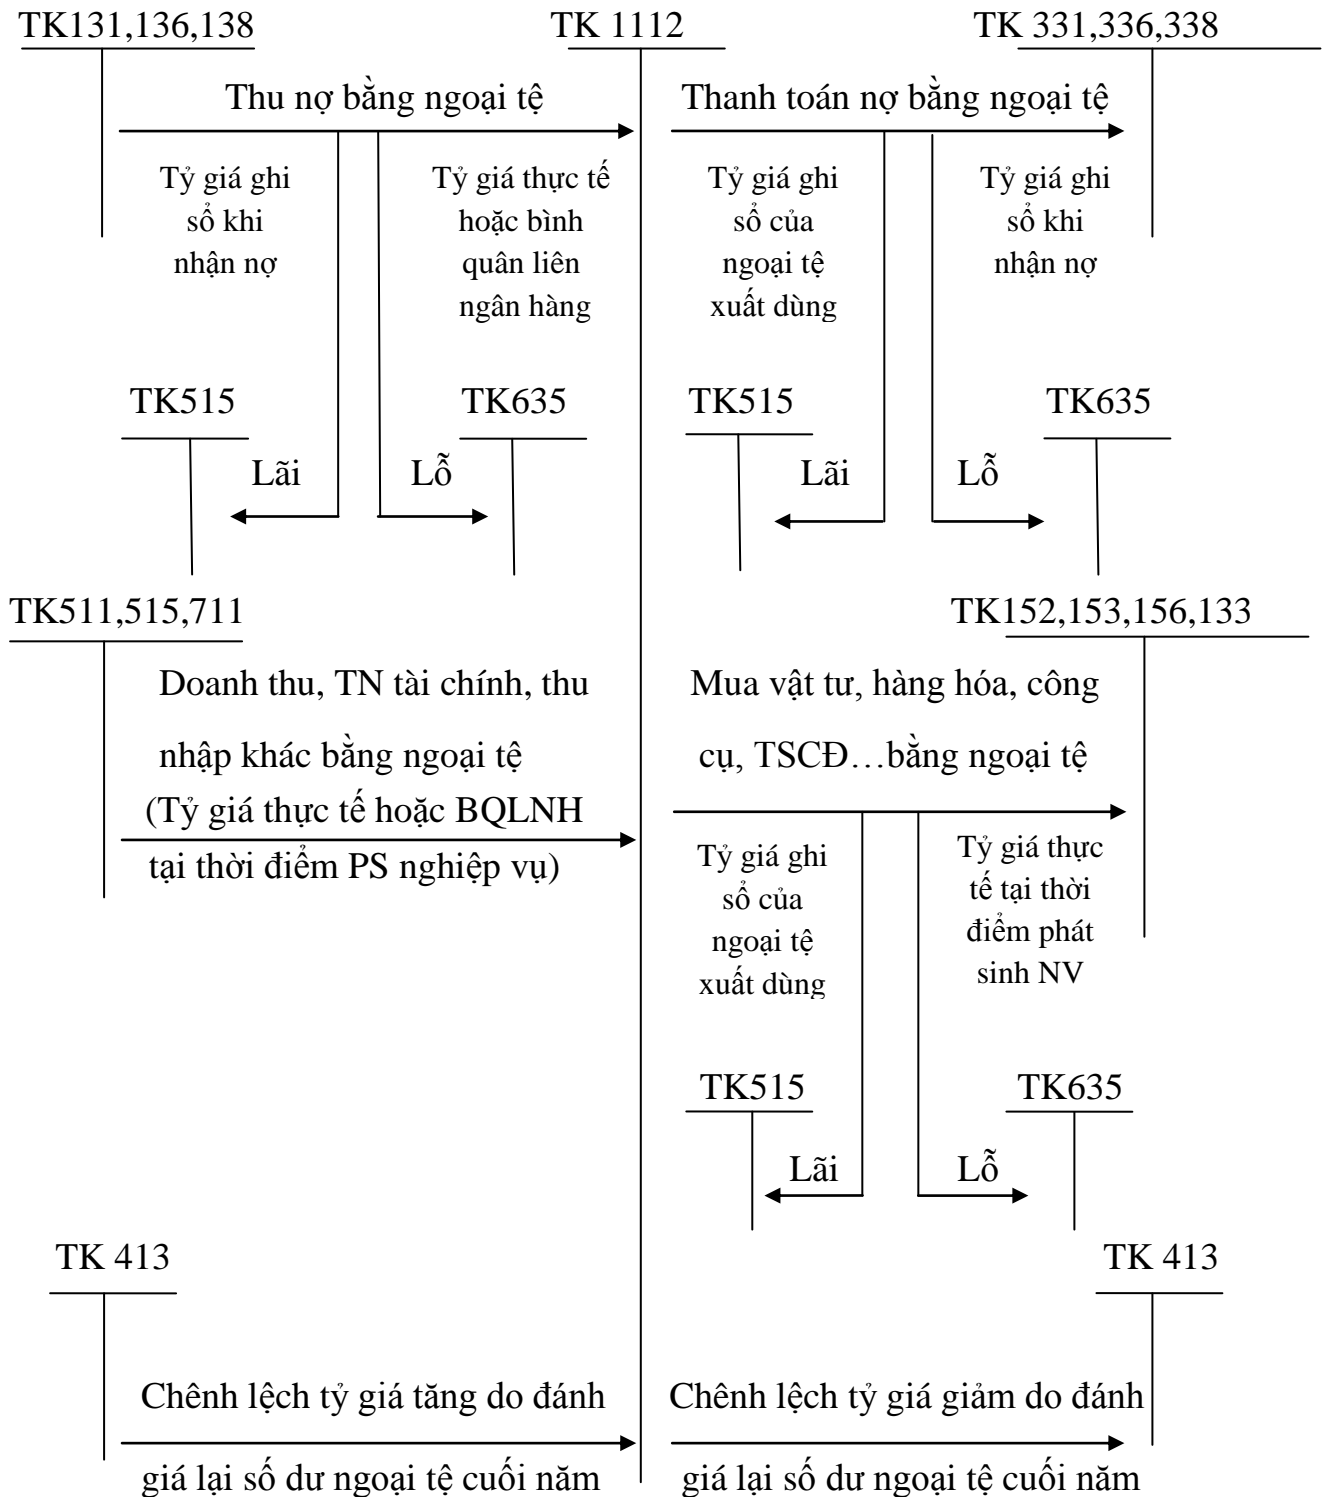 TK131,136,138
TK 1112
TK 331,336,338
Thu nợ bằng ngoại tệ
Thanh toán nợ bằng ngoại tệ
Tỷ giá ghi
sổ khi
nhận nợ
Tỷ giá thực tế
hoặc bình
quân liên
ngân hàng
Tỷ giá ghi
sổ của
ngoại tệ
xuất dùng
Tỷ giá ghi
sổ khi
nhận nợ
TK515
TK635
TK515
TK635
Lãi
Lỗ
Lãi
Lỗ
TK511,515,711
TK152,153,156,133
Doanh thu, TN tài chính, thu
nhập khác bằng ngoại tệ
(Tỷ giá thực tế hoặc BQLNH
tại thời điểm PS nghiệp vụ)
Mua vật tư, hàng hóa, công
cụ, TSCĐ…bằng ngoại tệ
Tỷ giá ghi
sổ của
ngoại tệ
xuất dùng
Tỷ giá thực
tế tại thời
điểm phát
sinh NV
TK515
TK635
Lãi
Lỗ
TK 413
TK 413
Chênh lệch tỷ giá tăng do đánh
giá lại số dư ngoại tệ cuối năm
Chênh lệch tỷ giá giảm do đánh
giá lại số dư ngoại tệ cuối năm